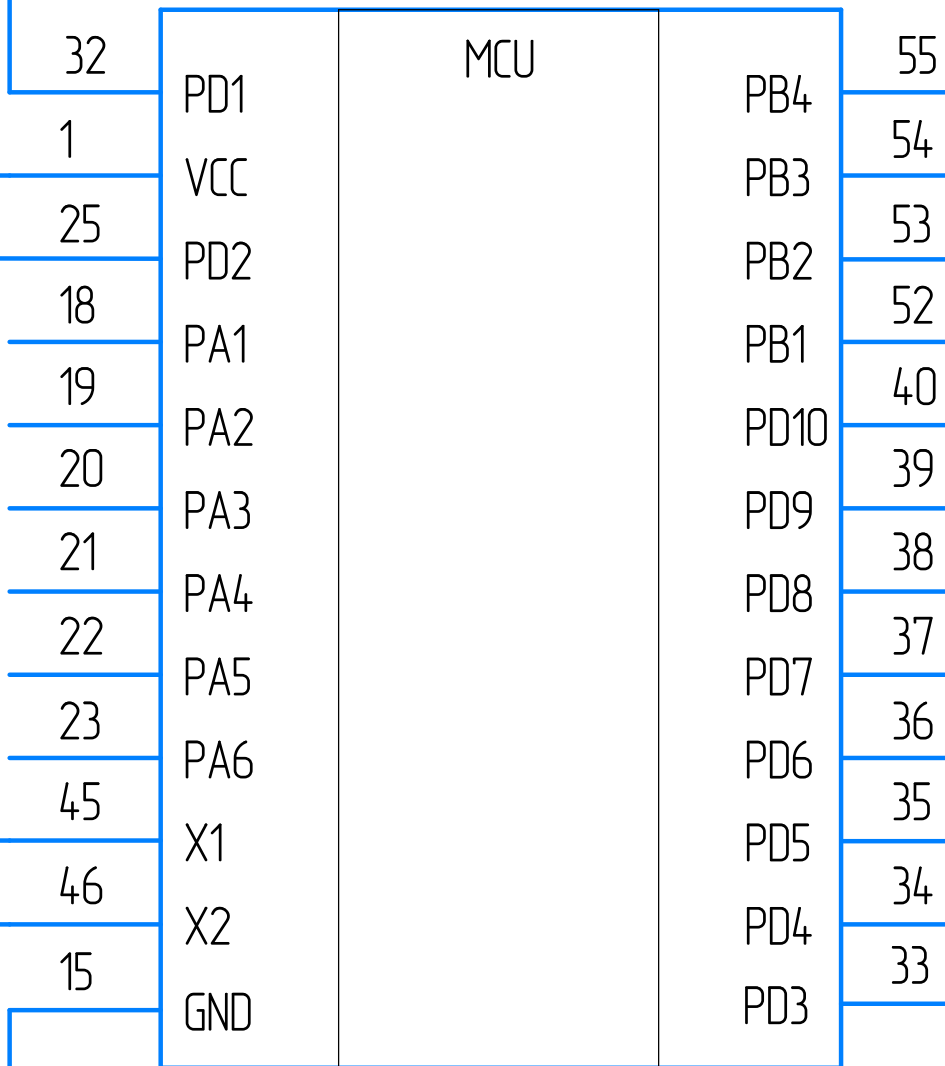 MCU
32 PD1 PB4 55
1 VCC PB3 54
25 PD2 PB2 53
18 PA1 PB1 52
19 PA2 PD10 40
20 PA3 PD9 39
21 PA4 PD8 38
22 PA5 PD7 37
23 PA6 PD6 36
45 X1 PD5 35
46 X2 PD4 34
15 GND PD3 33